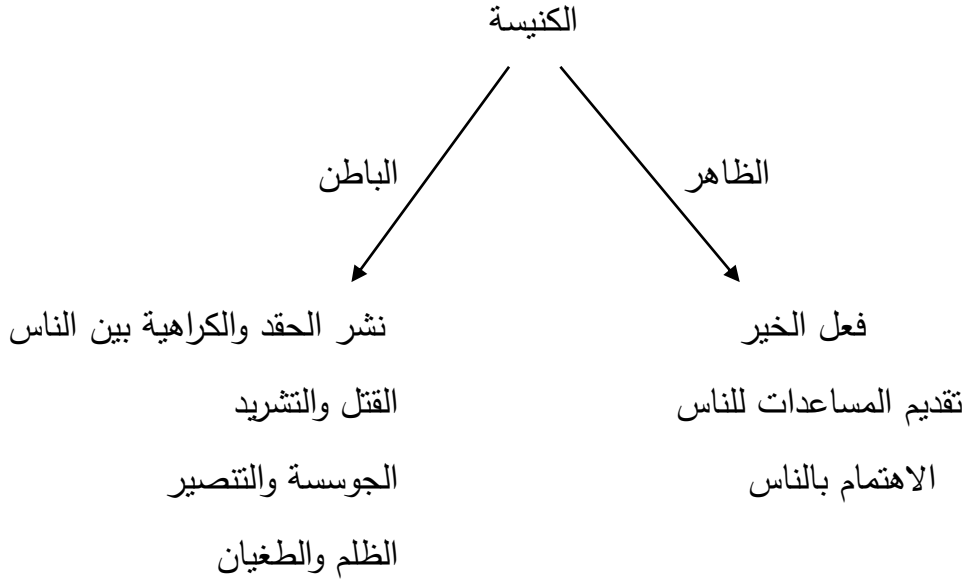 الكنيسة
الظاهر
الباطن
فعل الخير
تقديم المساعدات للناس
الاهتمام بالناس
نشر الحقد والكراهية بين الناس
القتل والتشريد
الجوسسة والتنصير
الظلم والطغيان